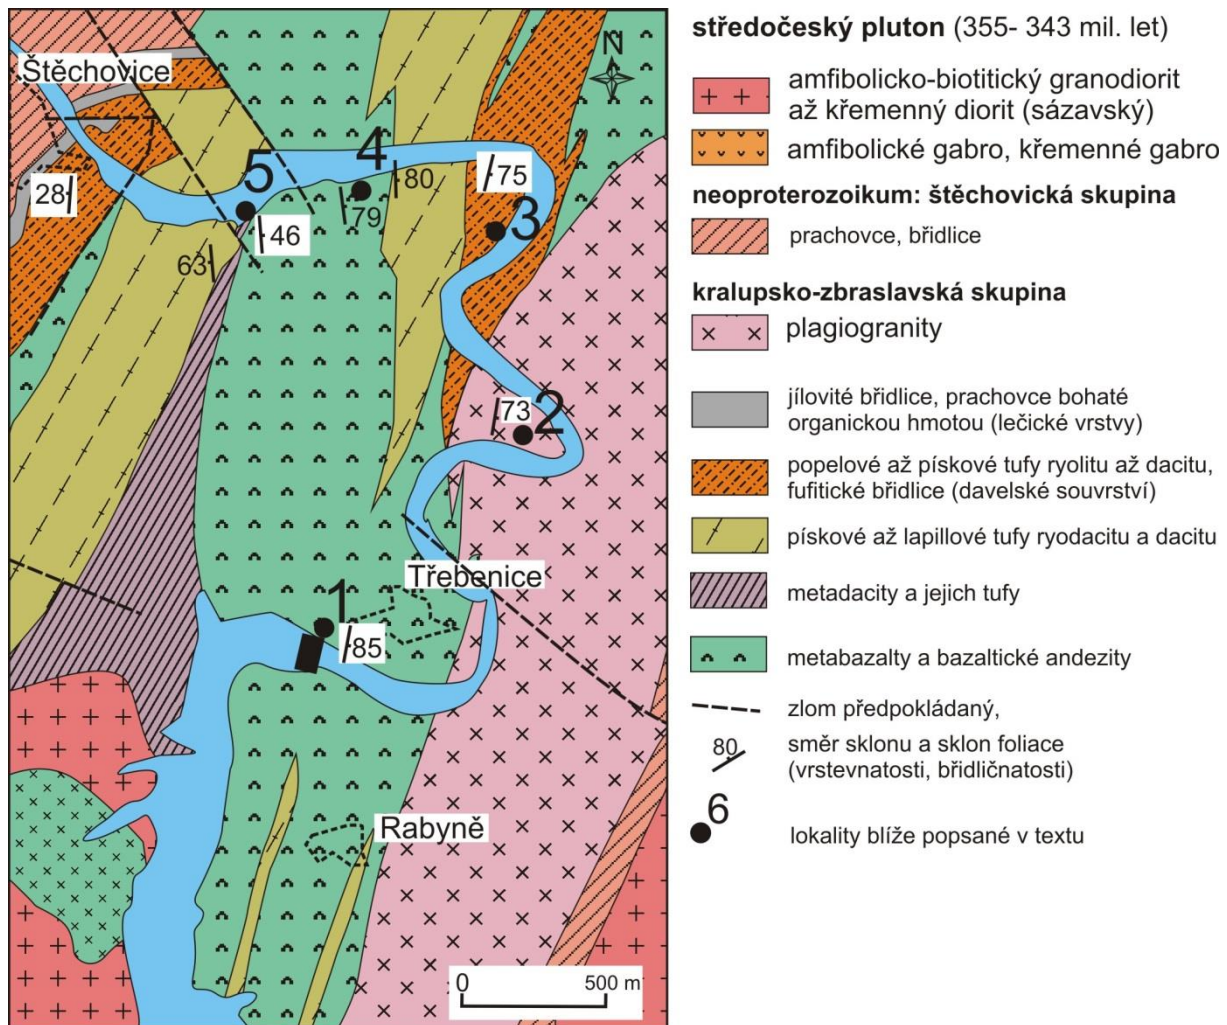 N
Štěchovice
5
4
80
75
28
46
79
3
63
73
2
Třebenice
1
85
Rabyně
0
500 m
středočeský pluton (355- 343 mil. let)
amfibolicko-biotitický granodiorit
až křemenný diorit (sázavský)
amfibolické gabro, křemenné gabro
neoproterozoikum: štěchovická skupina
prachovce, břidlice
kralupsko-zbraslavská skupina
plagiogranity
jílovité břidlice, prachovce bohaté
organickou hmotou (lečické vrstvy)
popelové až pískové tufy ryolitu až dacitu,
fufitické břidlice (davelské souvrství)
pískové až lapillové tufy ryodacitu a dacitu
metadacity a jejich tufy
metabazalty a bazaltické andezity
zlom předpokládaný,
80
směr sklonu a sklon foliace
(vrstevnatosti, břidličnatosti)
6
lokality blíže popsané v textu